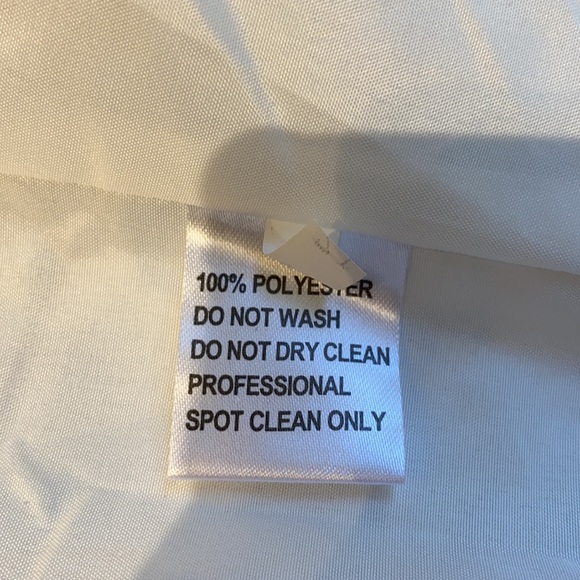 100% POLYESTER
DO NOT WASH
DO NOT DRY CLEAN
PROFESSIONAL
SPOT CLEAN ONLY